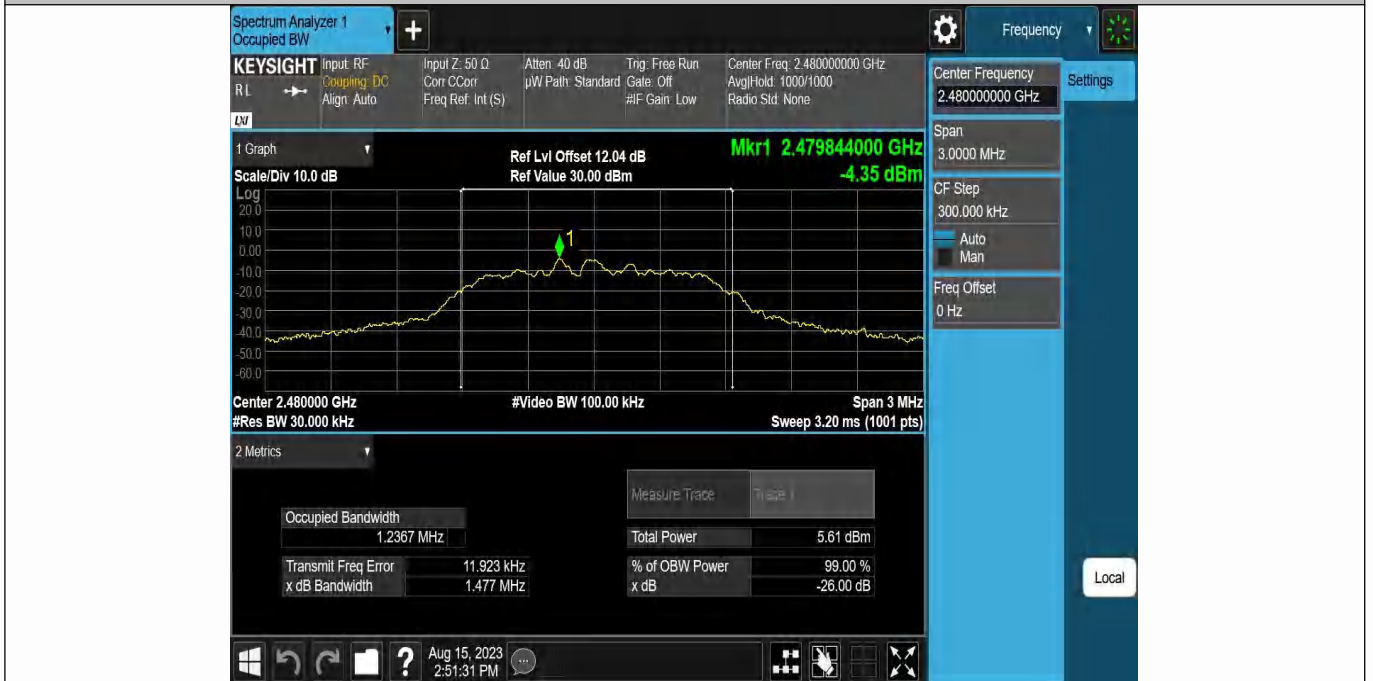 Spectrum Analyzer 1
Occupied BW
+
Frequency
KEYSIGHT
R L
LXI
Input: RF
Coupling: DC
Align: Auto
Input Z: 50 Ω
Corr CCorr
Freq Ref: Int (S)
Atten: 40 dB
µW Path: Standard
Trig: Free Run
Gate: Off
#IF Gain: Low
Center Freq: 2.480000000 GHz
Avg|Hold: 1000/1000
Radio Std: None
Center Frequency
2.480000000 GHz
Settings
Span
3.0000 MHz
CF Step
300.000 kHz
Auto
Man
Freq Offset
0 Hz
Local
1 Graph
Scale/Div 10.0 dB
Ref Lvl Offset 12.04 dB
Ref Value 30.00 dBm
Mkr1 2.479844000 GHz
-4.35 dBm
Log
20.0
10.0
0.00
-10.0
-20.0
-30.0
-40.0
-50.0
-60.0
1
Center 2.480000 GHz
#Res BW 30.000 kHz
#Video BW 100.00 kHz
Span 3 MHz
Sweep 3.20 ms (1001 pts)
2 Metrics
Measure Trace
Trace 1
Occupied Bandwidth
1.2367 MHz
Total Power
5.61 dBm
Transmit Freq Error
11.923 kHz
% of OBW Power
99.00 %
x dB Bandwidth
1.477 MHz
x dB
-26.00 dB
?
Aug 15, 2023
2:51:31 PM